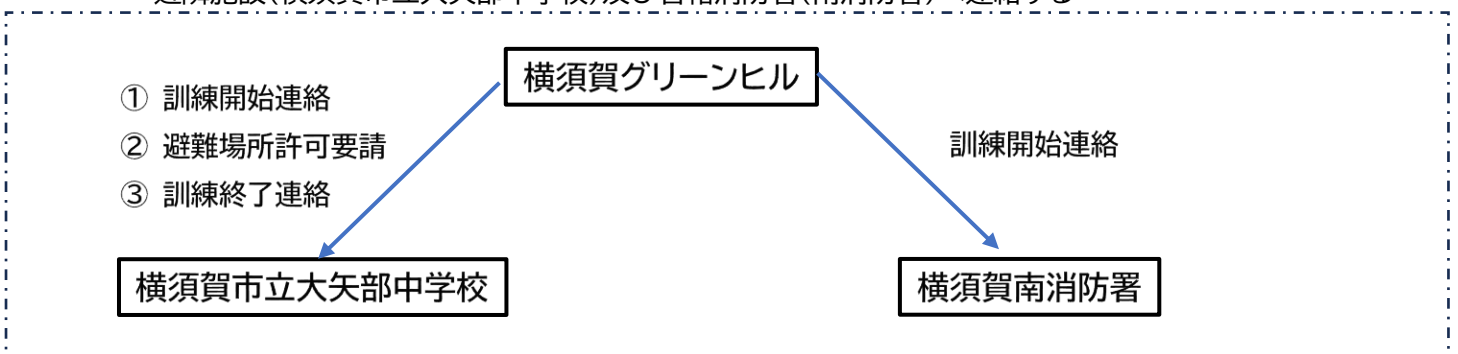 横須賀グリーンヒル
① 訓練開始連絡
② 避難場所許可要請
③ 訓練終了連絡
訓練開始連絡
横須賀市立大矢部中学校
横須賀南消防署